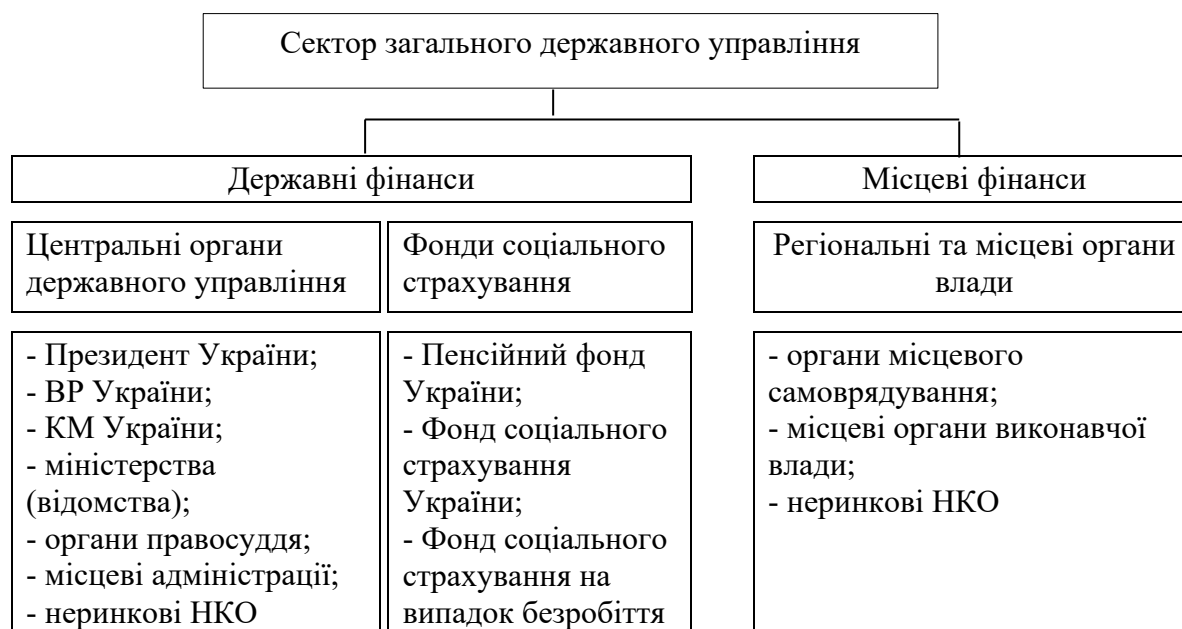 Сектор загального державного управління
Державні фінанси
Місцеві фінанси
Центральні органи
державного управління
Фонди соціального
страхування
Регіональні та місцеві органи
влади
- Президент України;
- ВР України;
- КМ України;
- міністерства
(відомства);
- органи правосуддя;
- місцеві адміністрації;
- неринкові НКО
- Пенсійний фонд
України;
- Фонд соціального
страхування
України;
- Фонд соціального
страхування на
випадок безробіття
- органи місцевого
самоврядування;
- місцеві органи виконавчої
влади;
- неринкові НКО